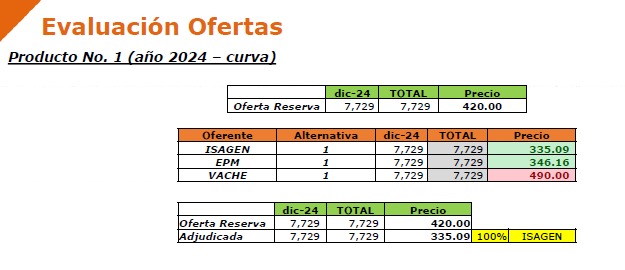 Evaluación Ofertas
Producto No. 1 (año 2024 – curva)
dic-24 TOTAL Precio
Oferta Reserva 7,729 7,729 420.00
Oferente Alternativa dic-24 TOTAL Precio
ISAGEN 1 7,729 7,729 335.09
EPM 1 7,729 7,729 346.16
VACHE 1 7,729 7,729 490.00
dic-24 TOTAL Precio
Oferta Reserva 7,729 7,729 420.00
Adjudicada 7,729 7,729 335.09 100% ISAGEN